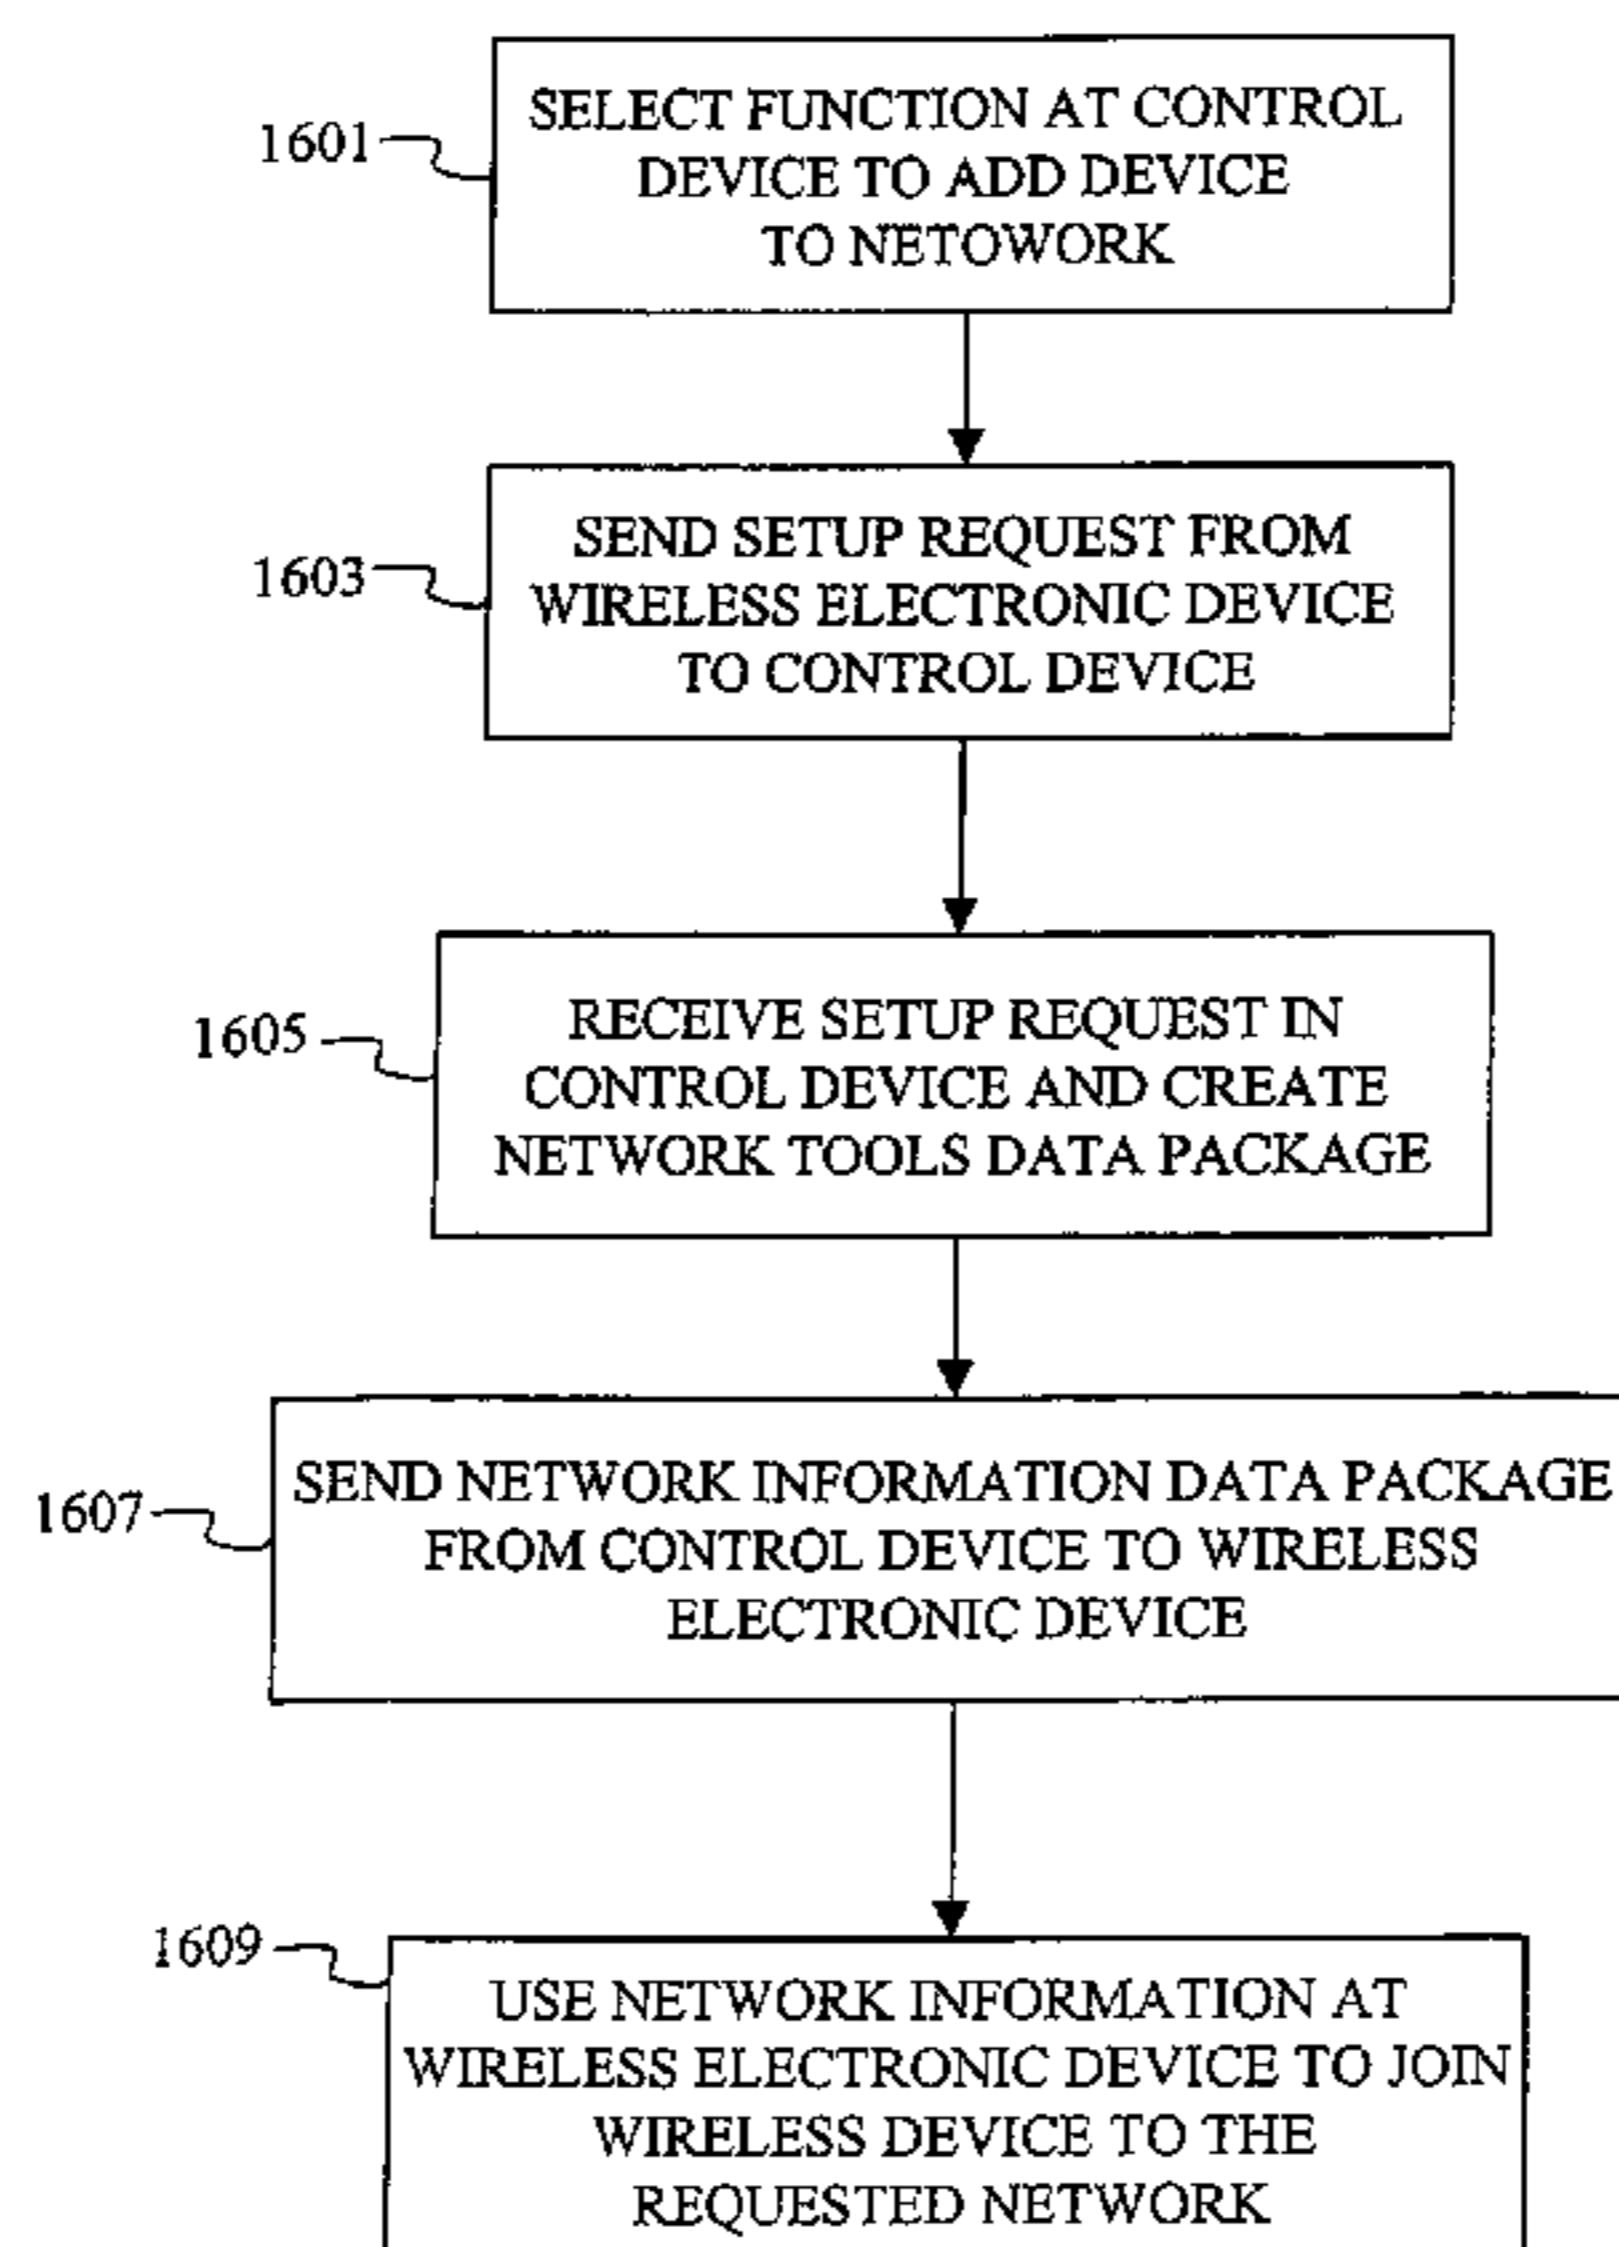 1601
SELECT FUNCTION AT CONTROL
DEVICE TO ADD DEVICE
TO NETOWORK
1603
SEND SETUP REQUEST FROM
WIRELESS ELECTRONIC DEVICE
TO CONTROL DEVICE
1605
RECEIVE SETUP REQUEST IN
CONTROL DEVICE AND CREATE
NETWORK TOOLS DATA PACKAGE
1607
SEND NETWORK INFORMATION DATA PACKAGE
FROM CONTROL DEVICE TO WIRELESS
ELECTRONIC DEVICE
1609
USE NETWORK INFORMATION AT
WIRELESS ELECTRONIC DEVICE TO JOIN
WIRELESS DEVICE TO THE
REQUESTED NETWORK